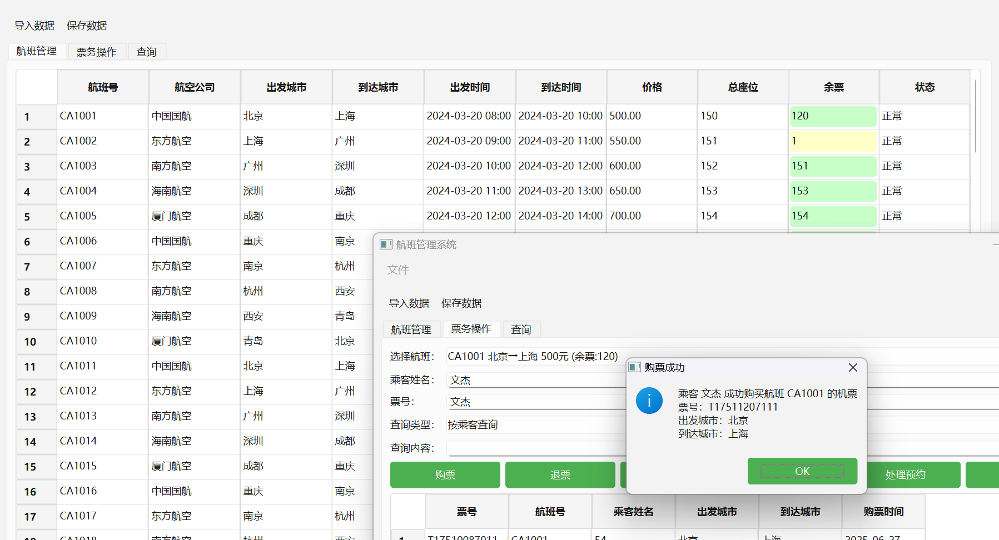 导入数据 保存数据
航班管理 票务操作 查询
航班号 航空公司 出发城市 到达城市 出发时间 到达时间 价格 总座位 余票 状态
1 CA1001 中国国航 北京 上海 2024-03-20 08:00 2024-03-20 10:00 500.00 150 120 正常
2 CA1002 东方航空 上海 广州 2024-03-20 09:00 2024-03-20 11:00 550.00 151 1 正常
3 CA1003 南方航空 广州 深圳 2024-03-20 10:00 2024-03-20 12:00 600.00 152 151 正常
4 CA1004 海南航空 深圳 成都 2024-03-20 11:00 2024-03-20 13:00 650.00 153 153 正常
5 CA1005 厦门航空 成都 重庆 2024-03-20 12:00 2024-03-20 14:00 700.00 154 154 正常
6 CA1006 中国国航 重庆 南京
7 CA1007 东方航空 南京 杭州
8 CA1008 南方航空 杭州 西安
9 CA1009 海南航空 西安 青岛
10 CA1010 厦门航空 青岛 北京
11 CA1011 中国国航 北京 上海
12 CA1012 东方航空 上海 广州
13 CA1013 南方航空 广州 深圳
14 CA1014 海南航空 深圳 成都
15 CA1015 厦门航空 成都 重庆
16 CA1016 中国国航 重庆 南京
17 CA1017 东方航空 南京 杭州
18 CA1018 南方航空 杭州 西安
航班管理系统
文件
导入数据 保存数据
航班管理 票务操作 查询
选择航班： CA1001 北京→上海 500元 (余票:120)
乘客姓名： 文杰
票号： 文杰
查询类型： 按乘客查询
查询内容：
购票 退票 处理预约
票号 航班号 乘客姓名 出发城市 到达城市 购票时间
1 T17510087011 CA1001 54 北京 上海 2025-06-27
购票成功
乘客 文杰 成功购买航班 CA1001 的机票
票号：T17511207111
出发城市：北京
到达城市：上海
OK